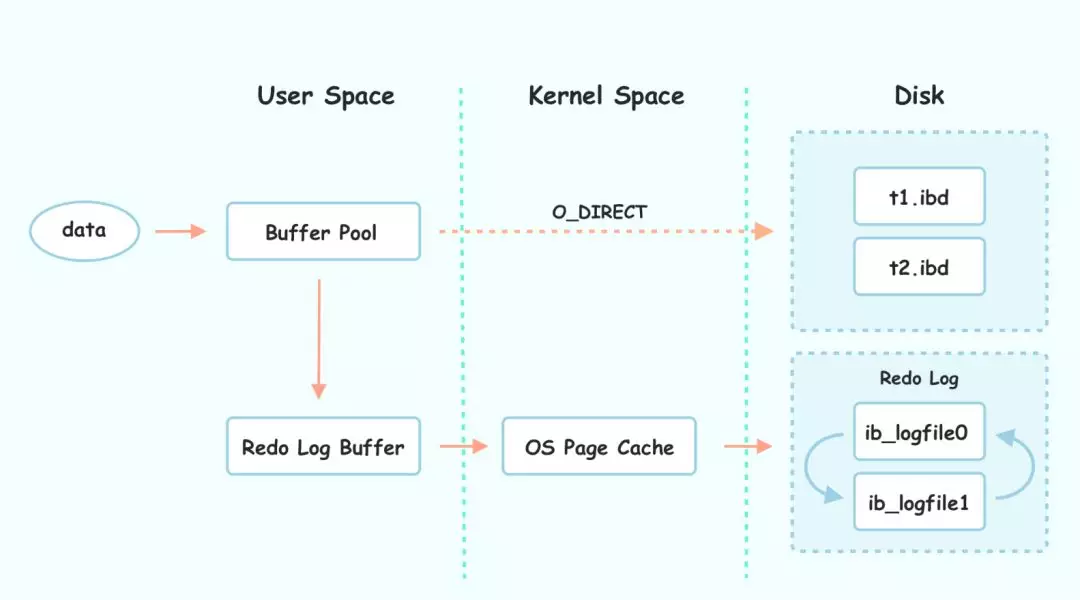 User Space
Kernel Space
Disk
data
Buffer Pool
O_DIRECT
t1.ibd
t2.ibd
Redo Log Buffer
OS Page Cache
Redo Log
ib_logfile0
ib_logfile1